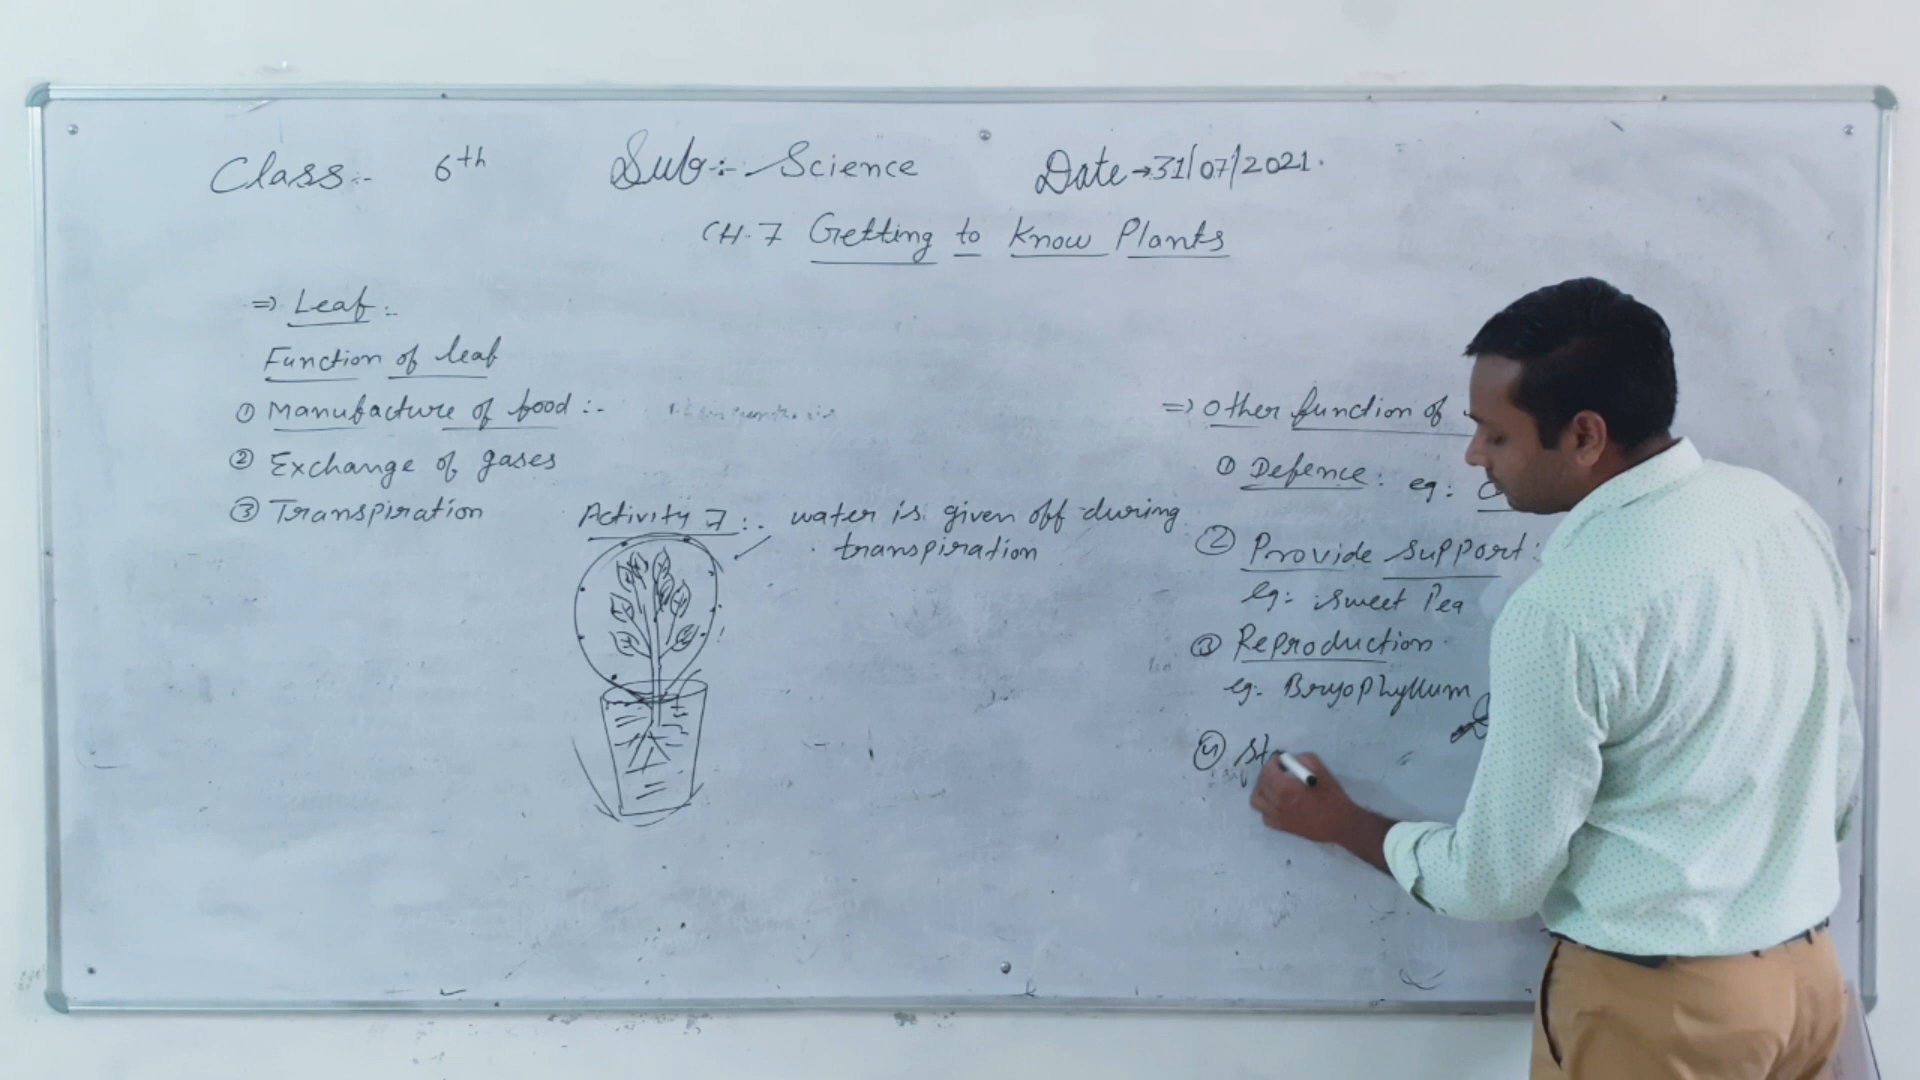 Class:- 6th Sub:- Science Date→31/07/2021.
CH.7 Getting to Know Plants
=> Leaf:-
Function of leaf
① Manufacture of food:-
② Exchange of gases
③ Transpiration
Activity 7:- water is given off during
transpiration
=> Other function of
① Defence: eg:
② Provide support:
eg:- Sweet Pea
③ Reproduction.
eg:- Bryophyllum
④ St